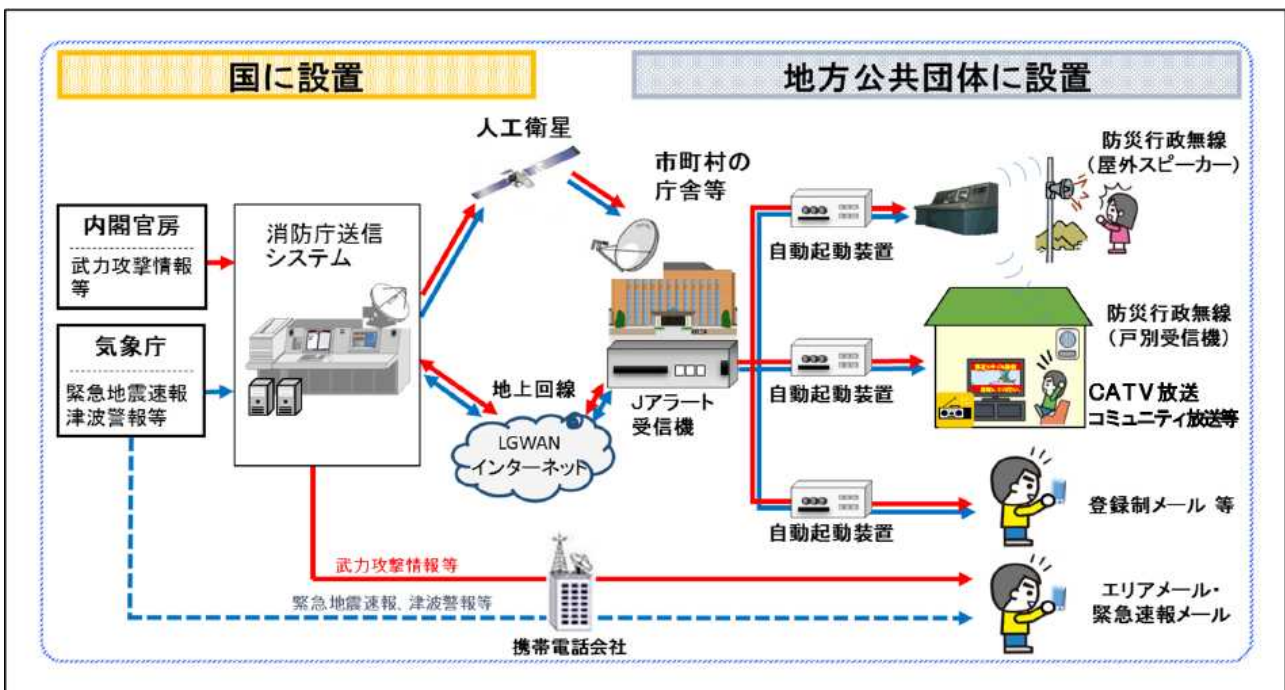 国に設置
地方公共団体に設置
人工衛星
市町村の
庁舎等
防災行政無線
(屋外スピーカー)
内閣官房
武力攻撃情報
等
消防庁送信
システム
自動起動装置
気象庁
緊急地震速報
津波警報等
地上回線
LGWAN
インターネット
Jアラート
受信機
自動起動装置
防災行政無線
(戸別受信機)
CATV放送
コミュニティ放送等
自動起動装置
登録制メール 等
武力攻撃情報等
緊急地震速報、津波警報等
携帯電話会社
エリアメール・
緊急速報メール